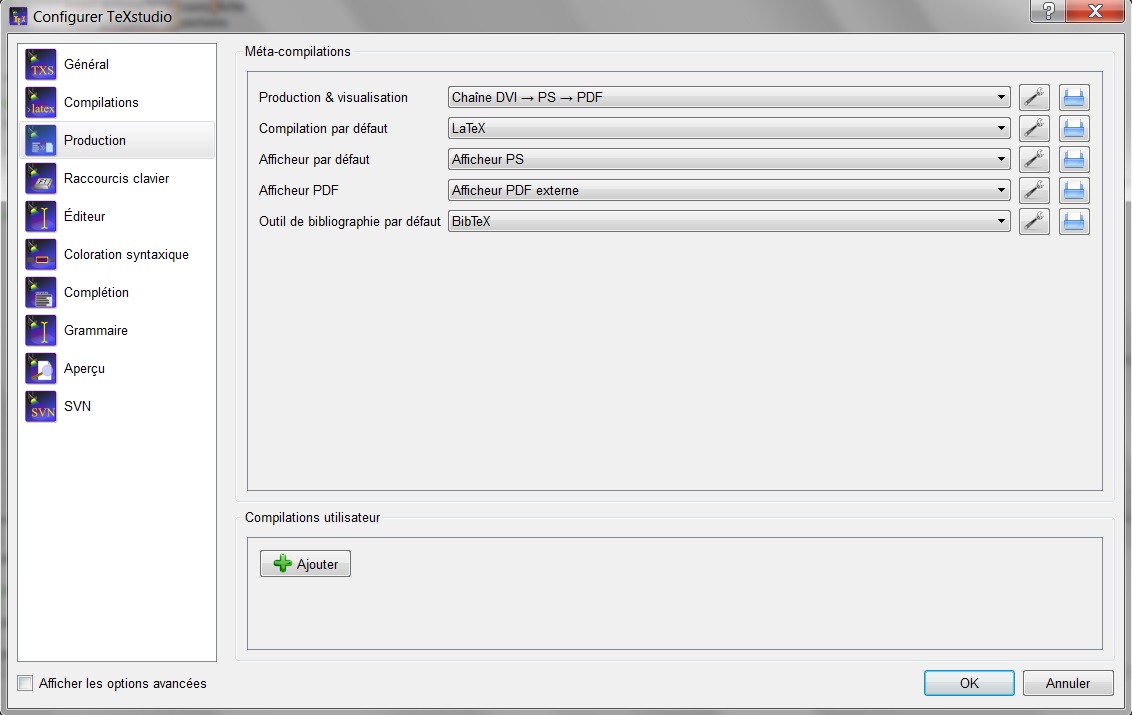 Configurer TeXstudio
?
X
TXS
Général
latex
Compilations
Production
Raccourcis clavier
Éditeur
Coloration syntaxique
Complétion
Grammaire
Aperçu
SVN
SVN
Méta-compilations
Production & visualisation
Chaîne DVI → PS → PDF
Compilation par défaut
LaTeX
Afficheur par défaut
Afficheur PS
Afficheur PDF
Afficheur PDF externe
Outil de bibliographie par défaut
BibTeX
Compilations utilisateur
Ajouter
Afficher les options avancées
OK
Annuler